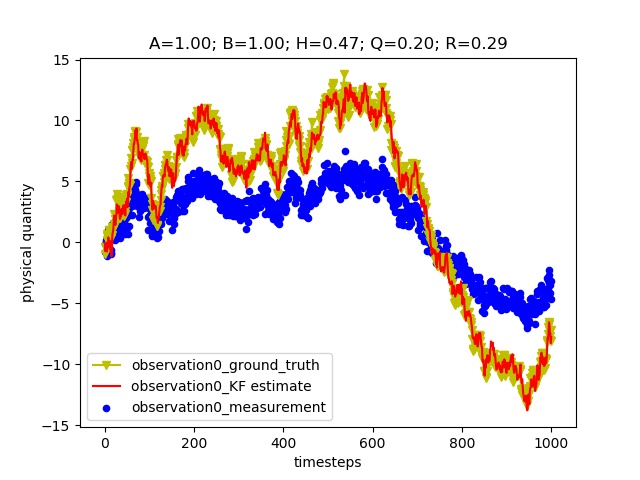 A=1.00; B=1.00; H=0.47; Q=0.20; R=0.29
15
10
5
0
−5
−10
−15
physical quantity
observation0_ground_truth
observation0_KF estimate
observation0_measurement
0 200 400 600 800 1000
timesteps